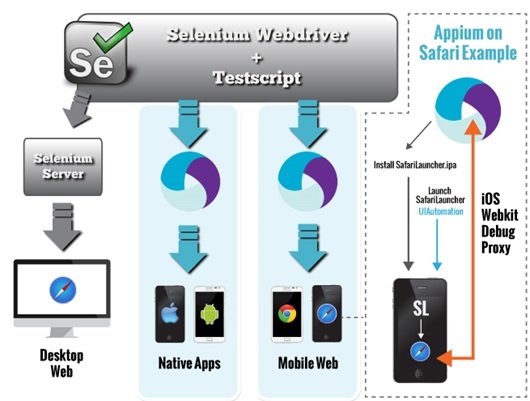 Se
Selenium Webdriver
+
Testscript
Appium on
Safari Example
Selenium
Server
Install SafariLauncher.ipa
Launch
SafariLauncher
UIAutomation
iOS
Webkit
Debug
Proxy
SL
Desktop
Web
Native Apps
Mobile Web